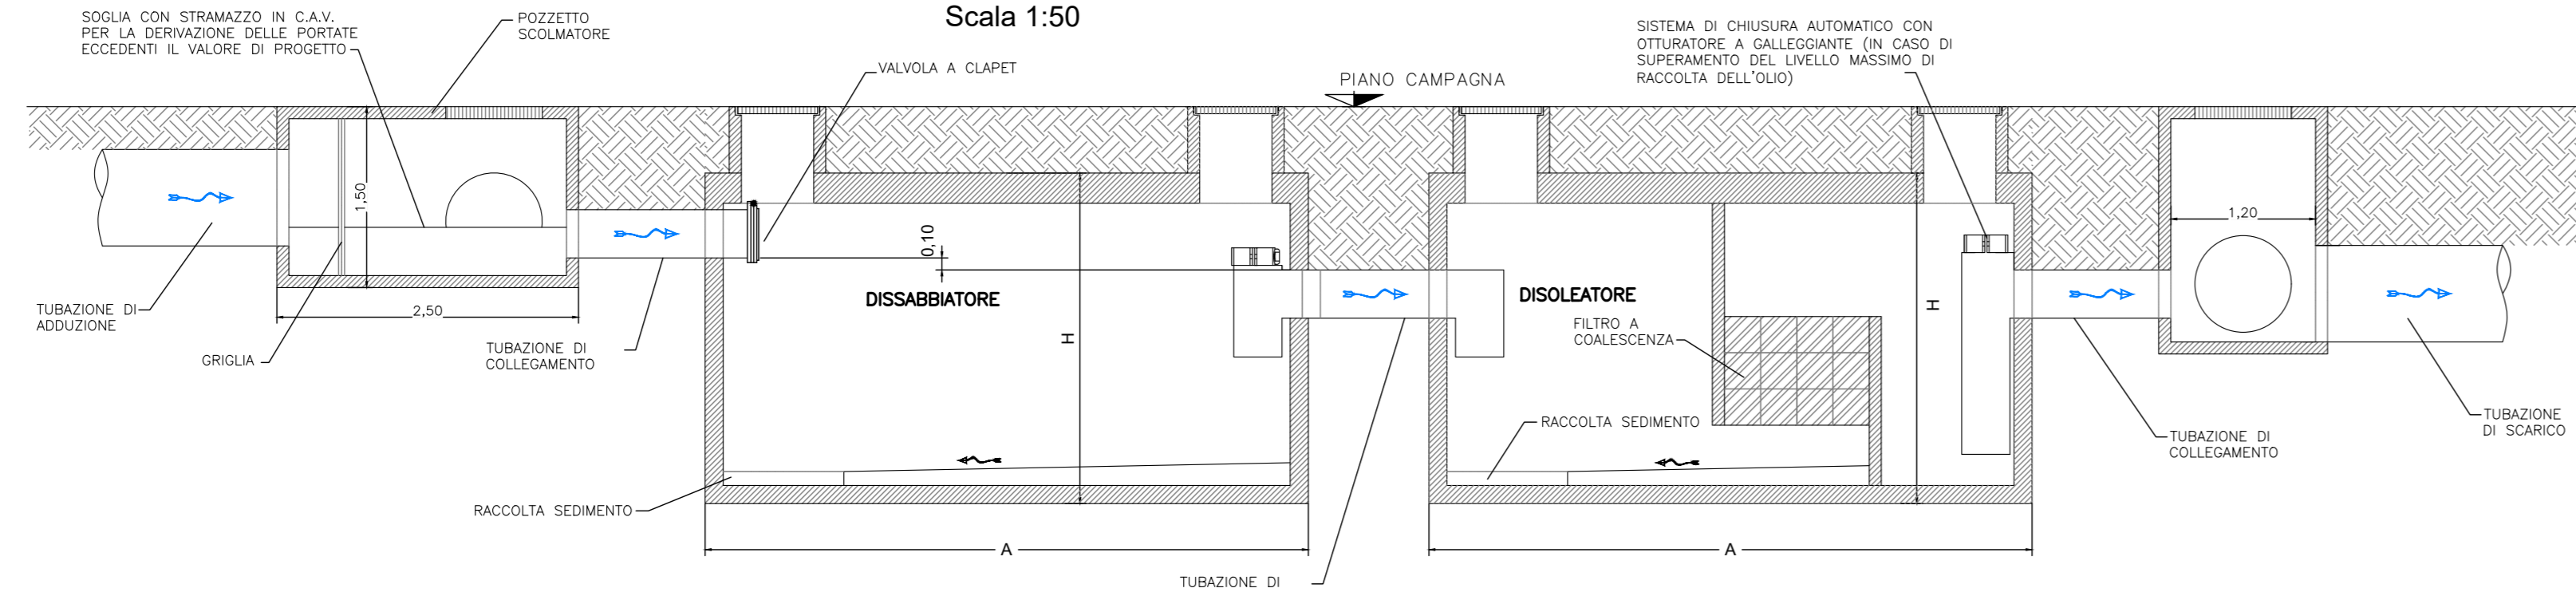 Scala 1:50
SOGLIA CON STRAMAZZO IN C.A.V.
PER LA DERIVAZIONE DELLE PORTATE
ECCEDENTI IL VALORE DI PROGETTO
POZZETTO
SCOLMATORE
VALVOLA A CLAPET
PIANO CAMPAGNA
SISTEMA DI CHIUSURA AUTOMATICO CON
OTTURATORE A GALLEGGIANTE (IN CASO DI
SUPERAMENTO DEL LIVELLO MASSIMO DI
RACCOLTA DELL'OLIO)
1,50
2,50
0,10
1,20
DISSABBIATORE
DISOLEATORE
H
H
FILTRO A
COALESCENZA
TUBAZIONE DI
ADDUZIONE
GRIGLIA
TUBAZIONE DI
COLLEGAMENTO
RACCOLTA SEDIMENTO
RACCOLTA SEDIMENTO
TUBAZIONE DI
COLLEGAMENTO
TUBAZIONE
DI SCARICO
A
A
TUBAZIONE DI